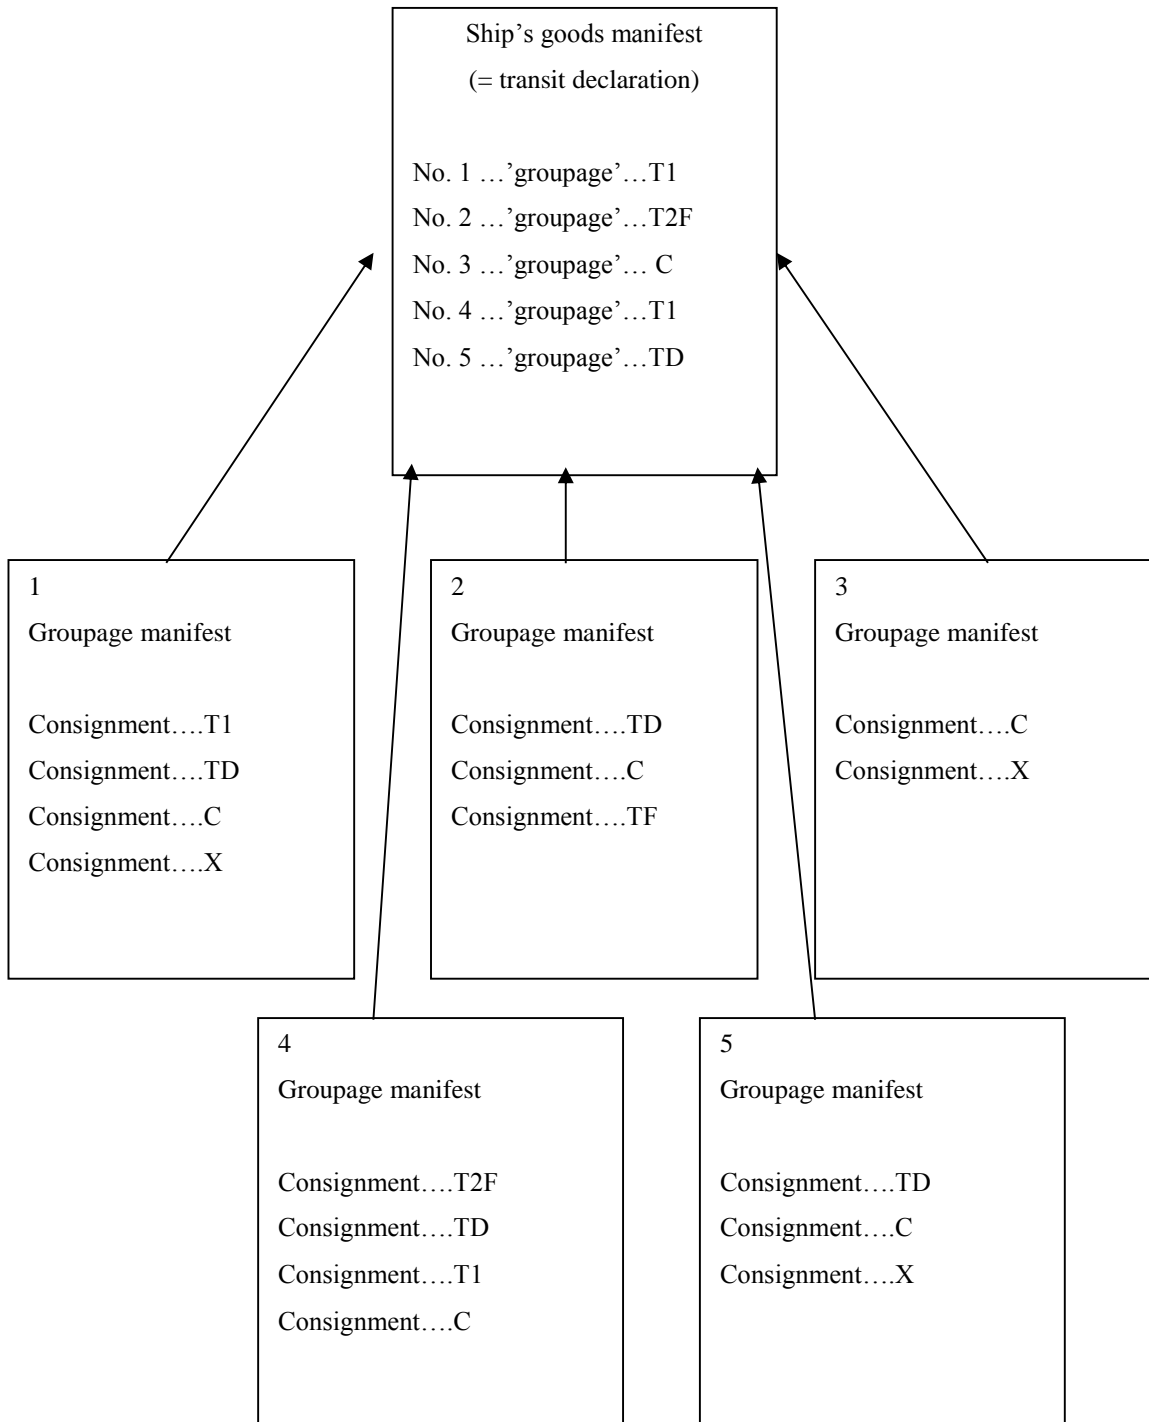 Ship’s goods manifest
(= transit declaration)
No. 1 …’groupage’…T1
No. 2 …’groupage’…T2F
No. 3 …’groupage’… C
No. 4 …’groupage’…T1
No. 5 …’groupage’…TD
1
Groupage manifest
Consignment….T1
Consignment….TD
Consignment….C
Consignment….X
2
Groupage manifest
Consignment….TD
Consignment….C
Consignment….TF
3
Groupage manifest
Consignment….C
Consignment….X
4
Groupage manifest
Consignment….T2F
Consignment….TD
Consignment….T1
Consignment….C
5
Groupage manifest
Consignment….TD
Consignment….C
Consignment….X